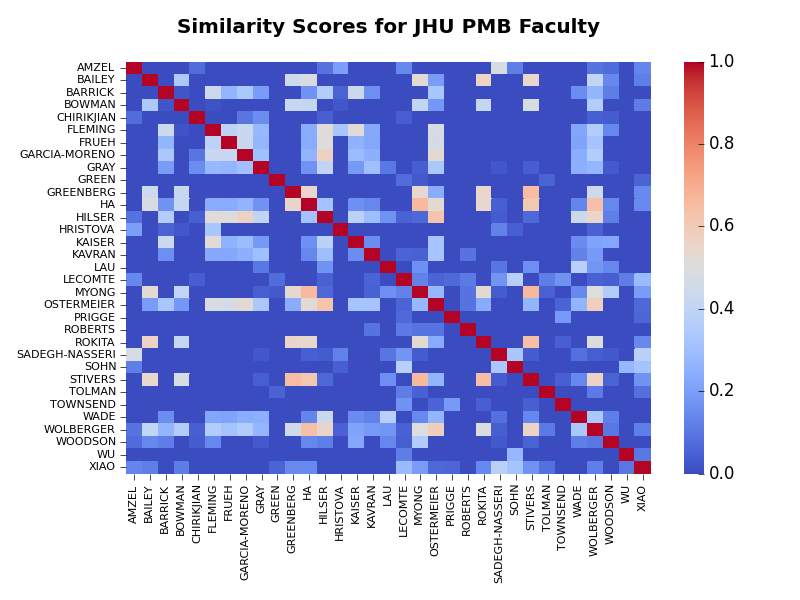 Similarity Scores for JHU PMB Faculty
AMZEL
BAILEY
BARRICK
BOWMAN
CHIRIKJIAN
FLEMING
FRUEH
GARCIA-MORENO
GRAY
GREEN
GREENBERG
HA
HILSER
HRISTOVA
KAISER
KAVRAN
LAU
LECOMTE
MYONG
OSTERMEIER
PRIGGE
ROBERTS
ROKITA
SADEGH-NASSERI
SOHN
STIVERS
TOLMAN
TOWNSEND
WADE
WOLBERGER
WOODSON
WU
XIAO
AMZEL
BAILEY
BARRICK
BOWMAN
CHIRIKJIAN
FLEMING
FRUEH
GARCIA-MORENO
GRAY
GREEN
GREENBERG
HA
HILSER
HRISTOVA
KAISER
KAVRAN
LAU
LECOMTE
MYONG
OSTERMEIER
PRIGGE
ROBERTS
ROKITA
SADEGH-NASSERI
SOHN
STIVERS
TOLMAN
TOWNSEND
WADE
WOLBERGER
WOODSON
WU
XIAO
1.0
0.8
0.6
0.4
0.2
0.0